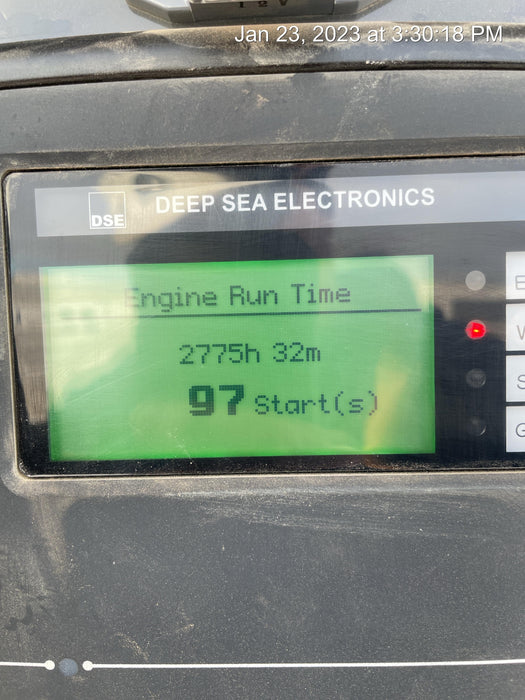 12V
Jan 23, 2023 at 3:30:18 PM
DSE
DEEP SEA ELECTRONICS
Engine Run Time
2775h 32m
97 Start(s)
E
W
S
G